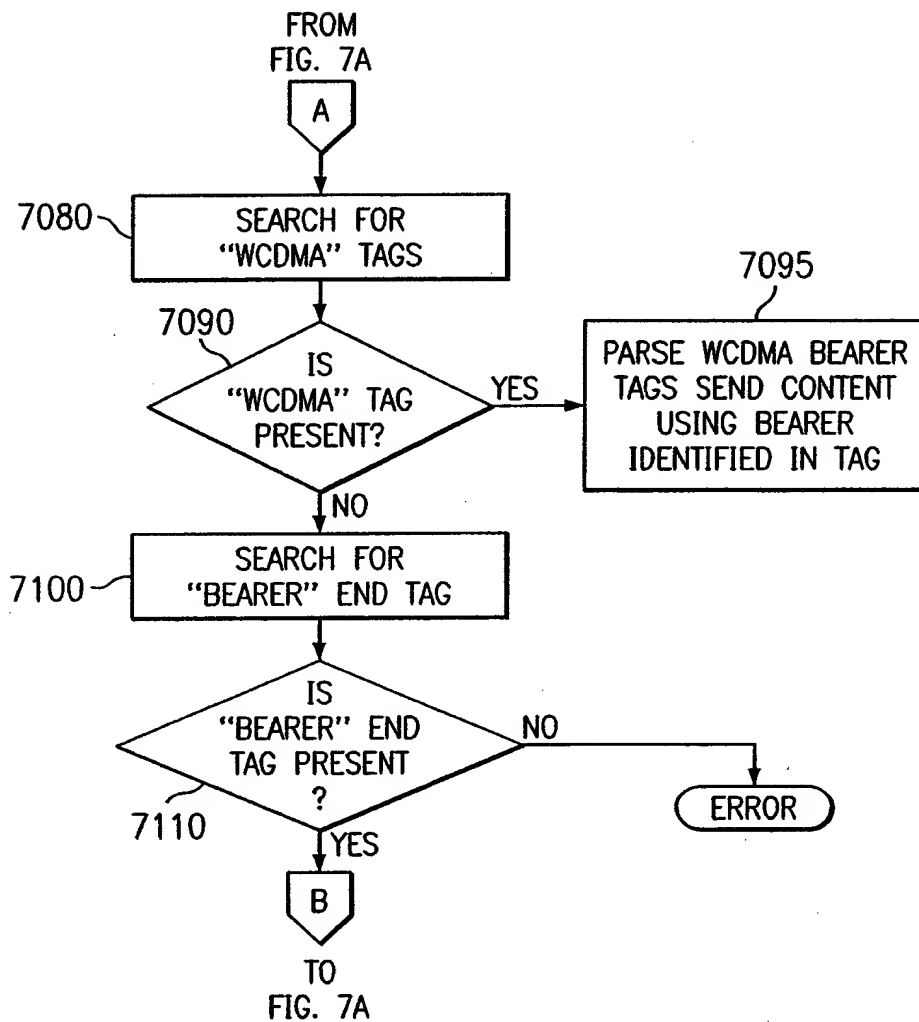 FROM
FIG. 7A
A
7080
SEARCH FOR
“WCDMA” TAGS
7090
IS
“WCDMA” TAG
PRESENT?
YES
7095
PARSE WCDMA BEARER
TAGS SEND CONTENT
USING BEARER
IDENTIFIED IN TAG
NO
7100
SEARCH FOR
“BEARER” END TAG
IS
“BEARER” END
TAG PRESENT
?
7110
NO
ERROR
YES
B
TO
FIG. 7A